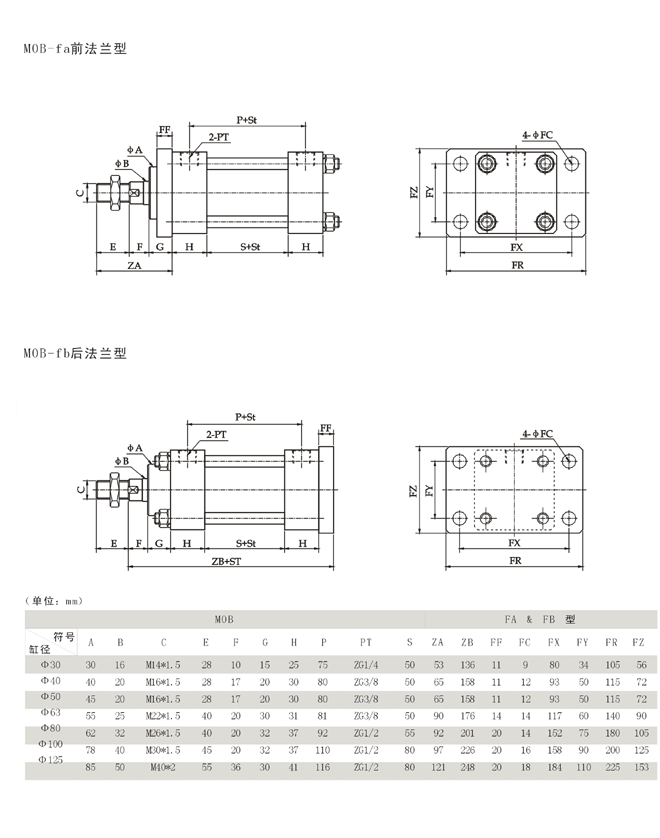 MOB-fa前法兰型
P+St
FF
2-PT
4-ΦFC
ΦA
ΦB
C
FZ
FY
E F G H S+St H
FX
ZA
FR
MOB-fb后法兰型
P+St
FF
2-PT
4-ΦFC
ΦA
ΦB
C
FZ
FY
E F G H S+St H
FX
ZB+ST
FR
(单位: mm)
MOB FA & FB 型
符号
缸径
A B C E F G H P PT S ZA ZB FF FC FX FY FR FZ
Φ30 30 16 M14*1.5 28 10 15 25 75 ZG1/4 50 53 136 11 9 80 34 105 56
Φ40 40 20 M16*1.5 28 17 20 30 80 ZG3/8 50 65 158 11 12 93 50 115 72
Φ50 45 20 M16*1.5 28 17 20 30 80 ZG3/8 50 65 158 11 12 93 50 115 72
Φ63 55 25 M22*1.5 40 20 30 31 81 ZG3/8 50 90 176 14 14 117 60 140 90
Φ80 62 32 M26*1.5 40 20 32 37 92 ZG1/2 55 92 201 20 14 152 75 180 105
Φ100 78 40 M30*1.5 45 20 32 37 110 ZG1/2 80 97 226 20 16 158 90 200 125
Φ125 85 50 M40*2 55 36 30 41 116 ZG1/2 80 121 248 20 18 184 110 225 153